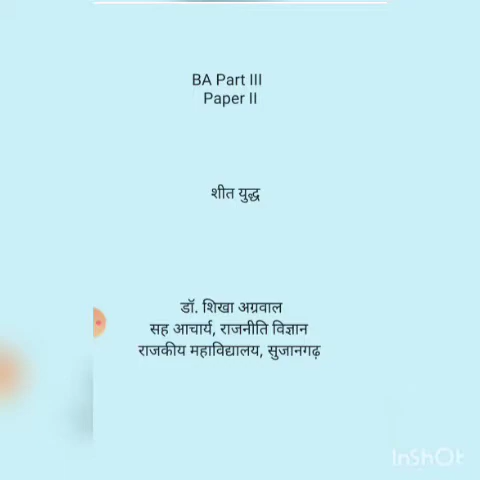 BA Part III
Paper II
शीत युद्ध
डॉ. शिखा अग्रवाल
सह आचार्य, राजनीति विज्ञान
राजकीय महाविद्यालय, सुजानगढ़
InShOt